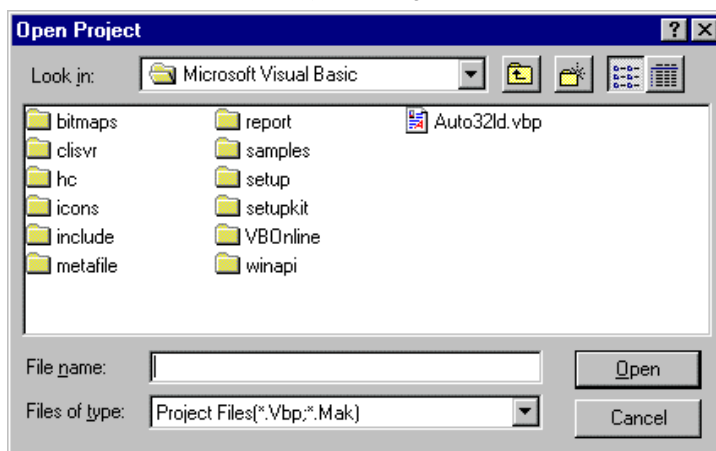 Open Project
Look in: Microsoft Visual Basic
bitmaps report Auto32ld.vbp
clisvr samples
hc setup
icons setupkit
include VBOnline
metafile winapi
File name: Open
Files of type: Project Files(*.Vbp;*.Mak) Cancel